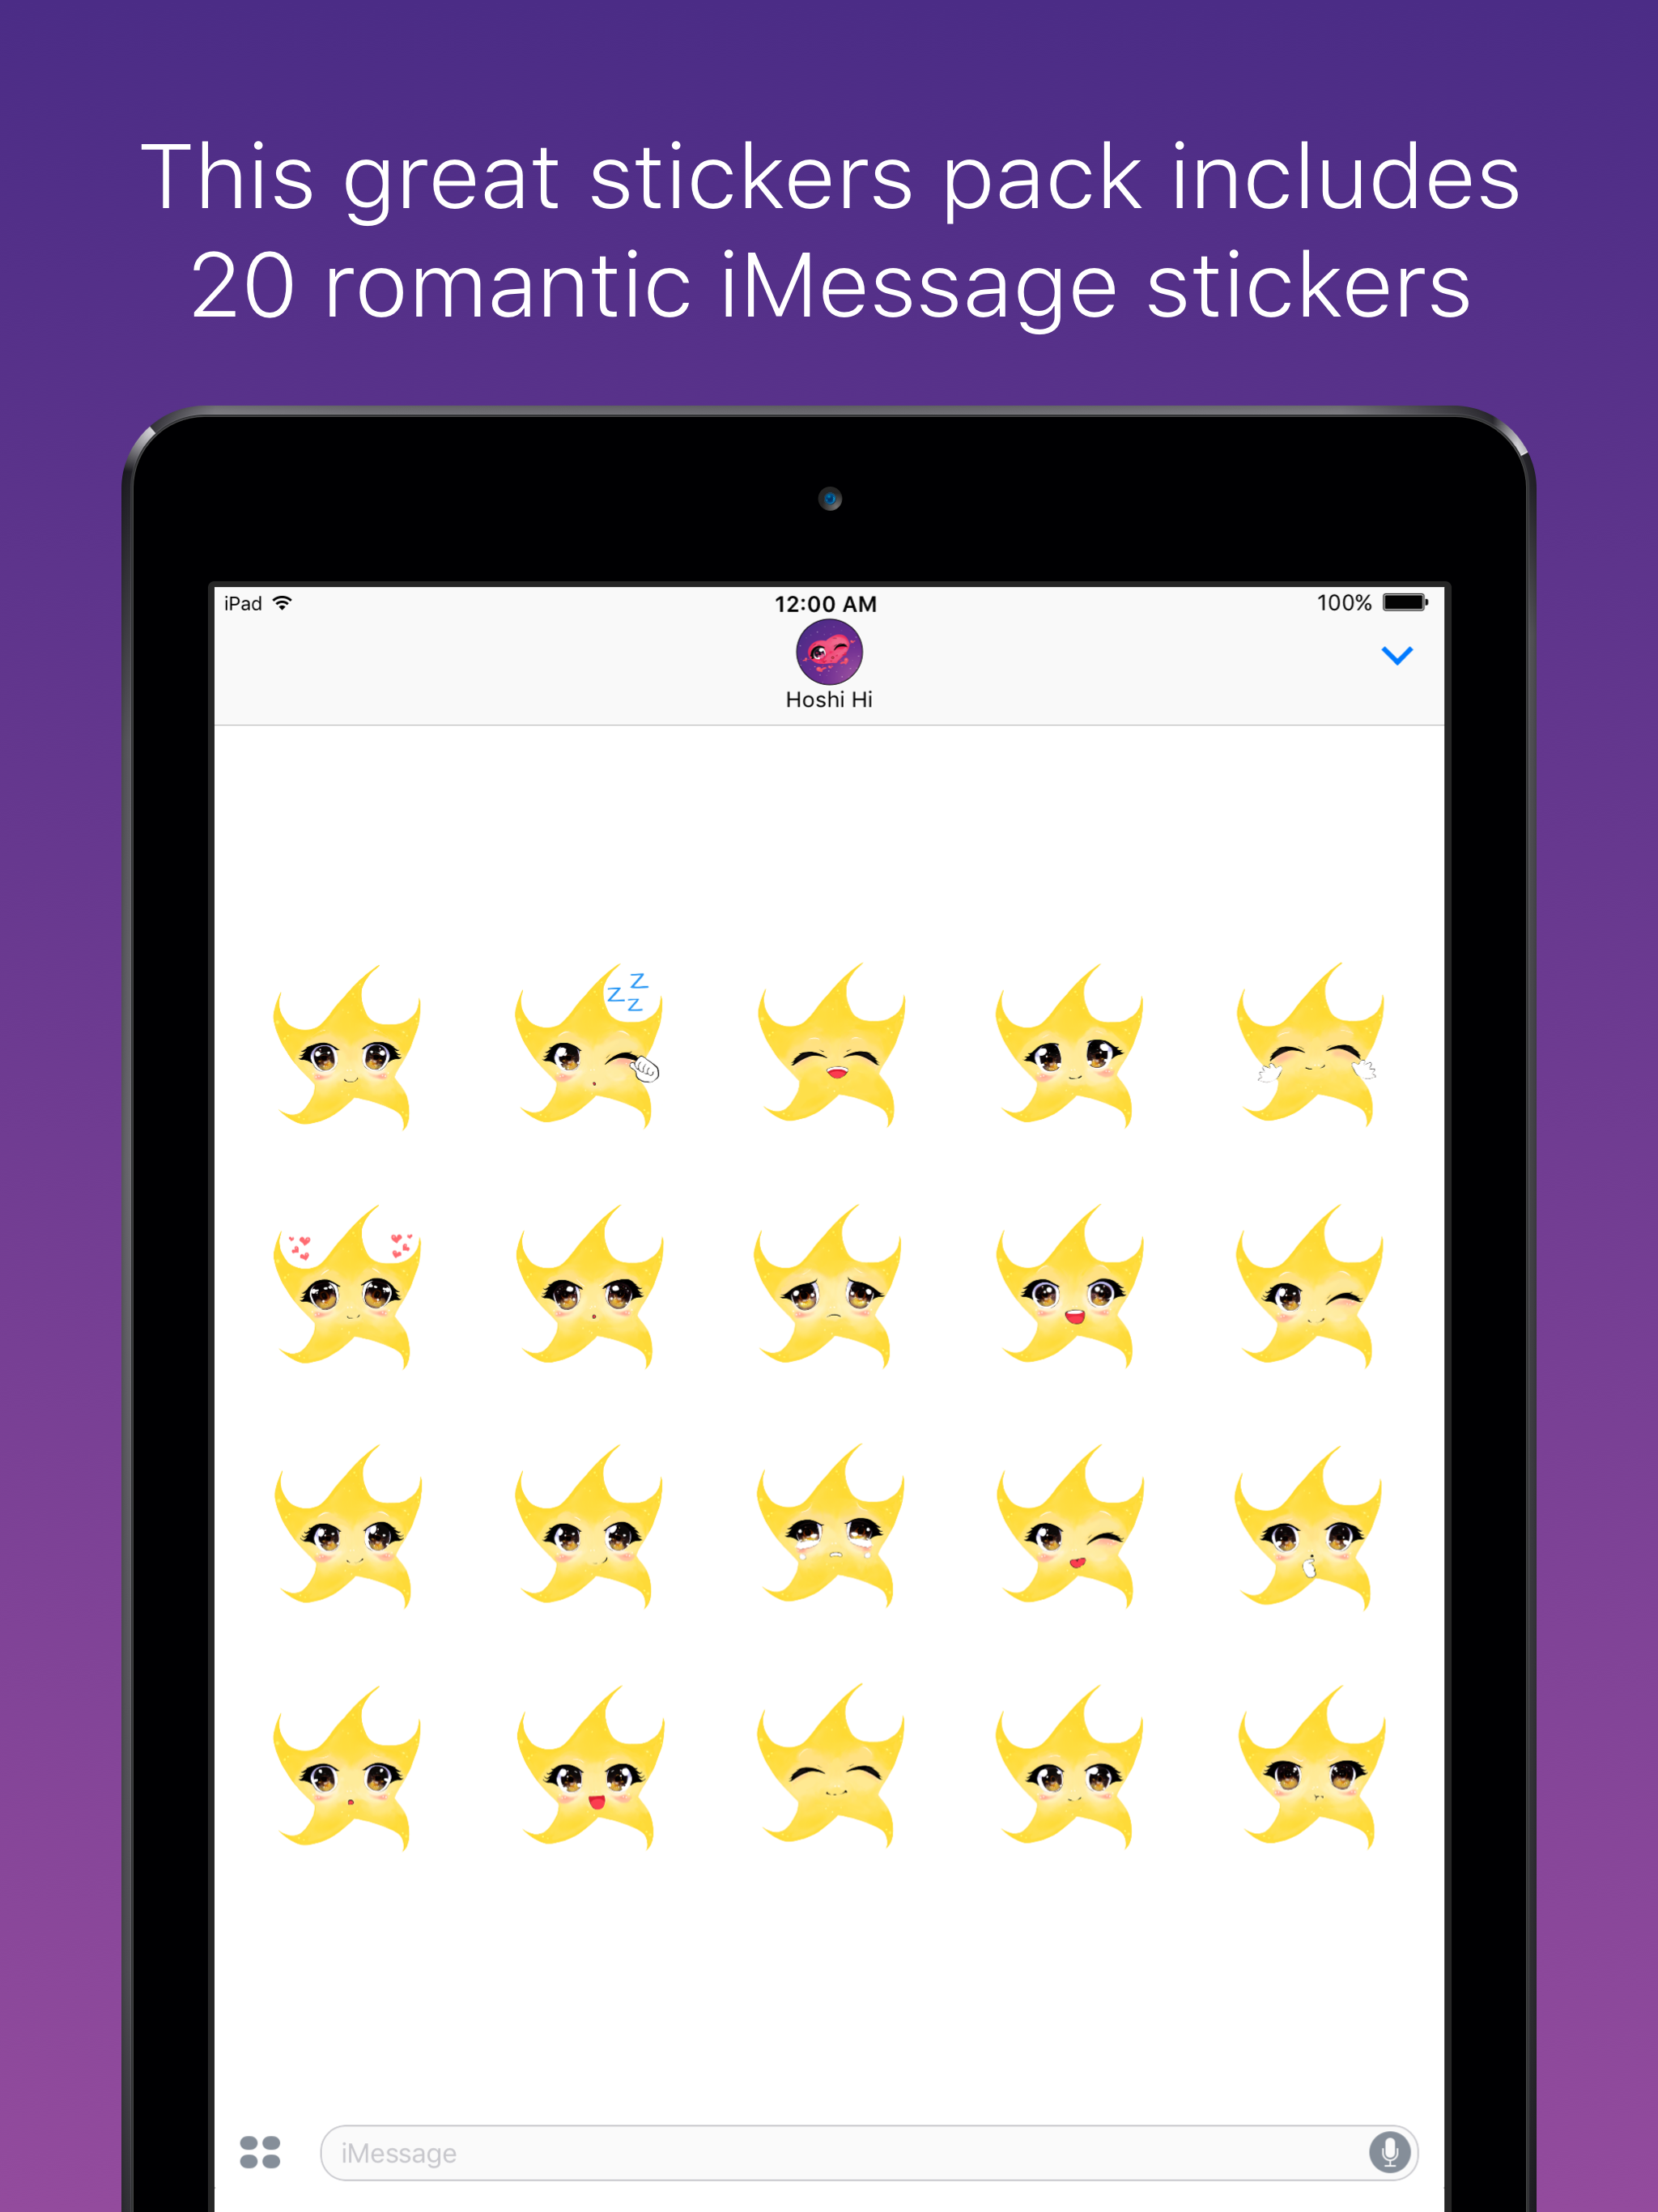 This great stickers pack includes
20 romantic iMessage stickers
iPad
12:00 AM
100%
Hoshi Hi
z z z
iMessage